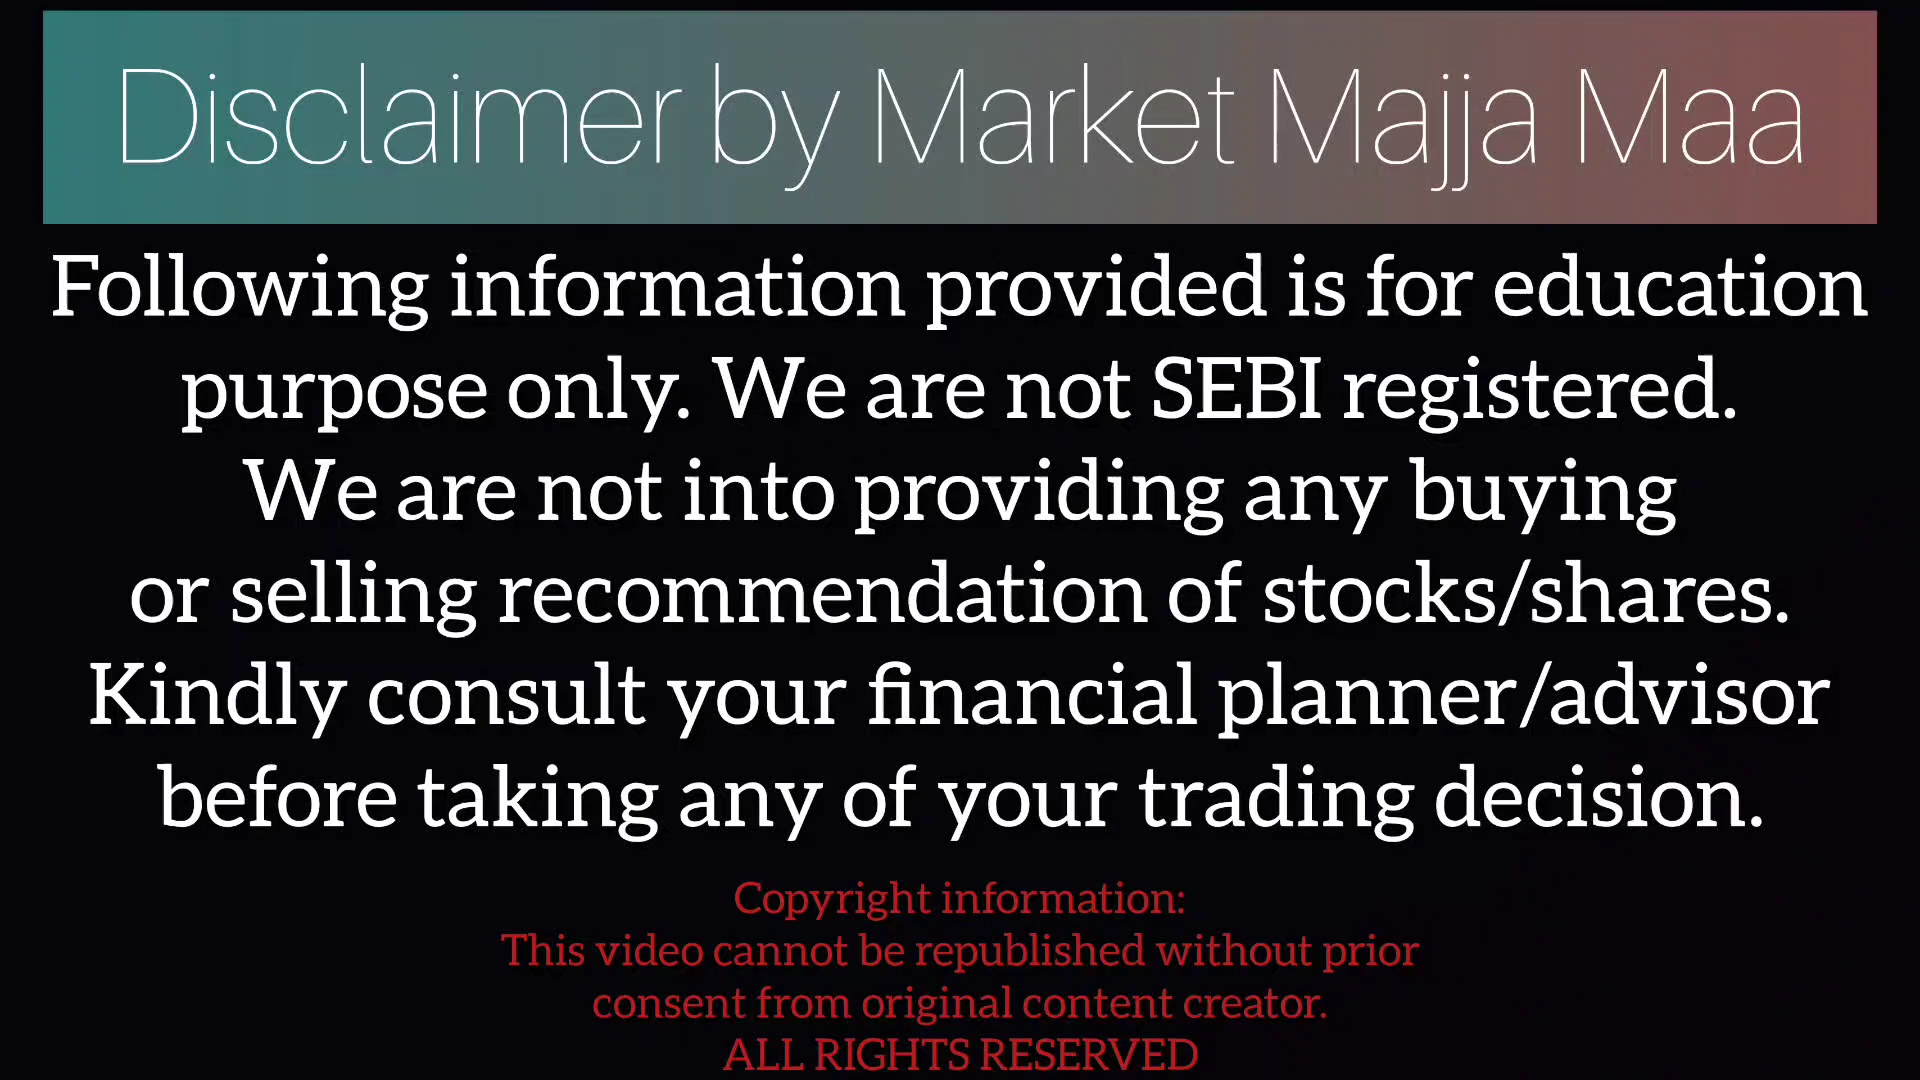 Disclaimer by Market Majja Maa
Following information provided is for education
purpose only. We are not SEBI registered.
We are not into providing any buying
or selling recommendation of stocks/shares.
Kindly consult your financial planner/advisor
before taking any of your trading decision.
Copyright information:
This video cannot be republished without prior
consent from original content creator.
ALL RIGHTS RESERVED